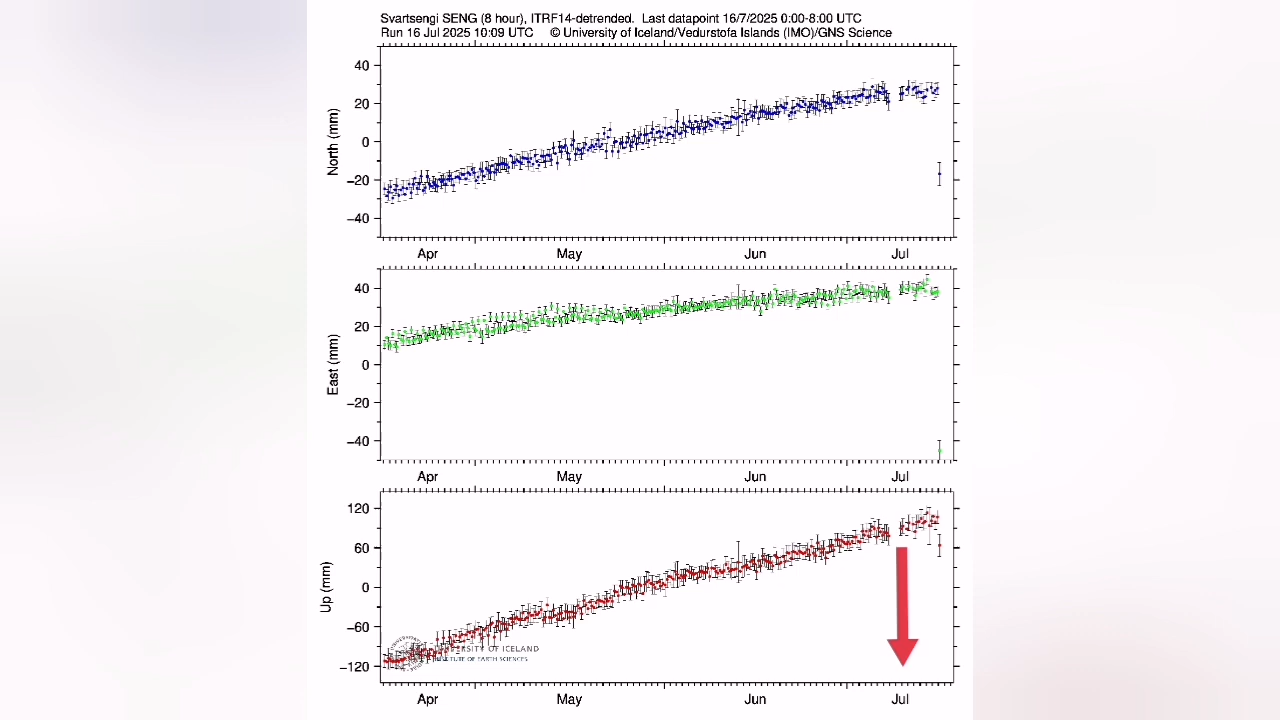 Svartsengi SENG (8 hour), ITRF14-detrended. Last datapoint 16/7/2025 0:00-8:00 UTC
Run 16 Jul 2025 10:09 UTC © University of Iceland/Vedurstofa Islands (IMO)/GNS Science
North (mm)
40
20
0
−20
−40
Apr May Jun Jul
East (mm)
40
20
0
−20
−40
Apr May Jun Jul
Up (mm)
120
60
0
−60
−120
OF ICELAND
OF EARTH SCIENCES
Apr May Jun Jul